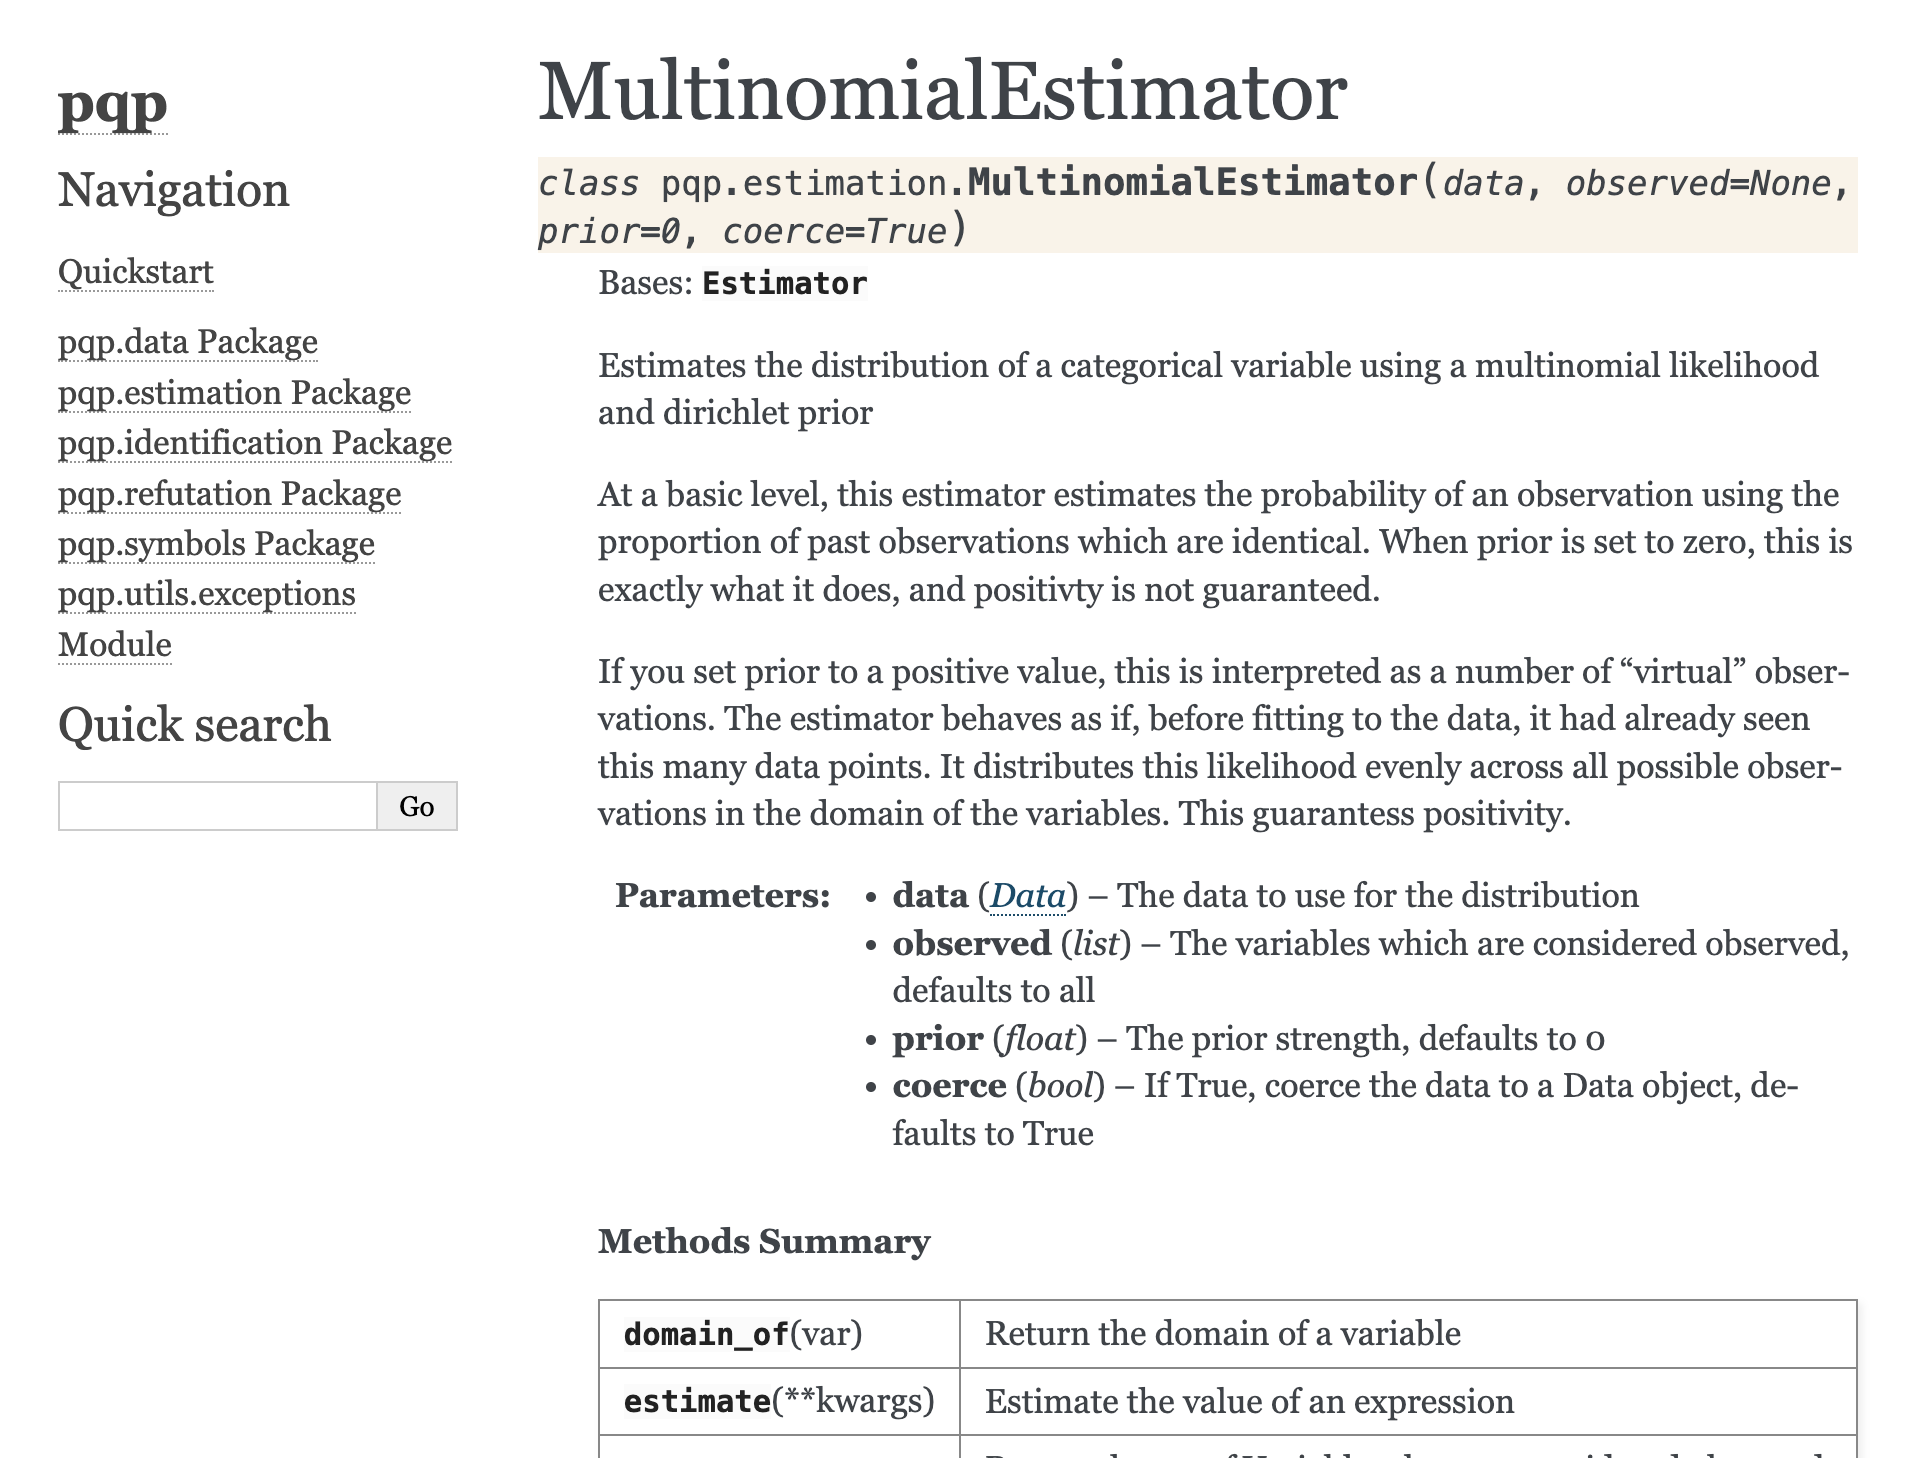 pqp
Navigation
Quickstart
pqp.data Package
pqp.estimation Package
pqp.identification Package
pqp.refutation Package
pqp.symbols Package
pqp.utils.exceptions
Module
Quick search
Go
MultinomialEstimator
class pqp.estimation.MultinomialEstimator(data, observed=None,
prior=0, coerce=True)
Bases: Estimator
Estimates the distribution of a categorical variable using a multinomial likelihood
and dirichlet prior
At a basic level, this estimator estimates the probability of an observation using the
proportion of past observations which are identical. When prior is set to zero, this is
exactly what it does, and positivty is not guaranteed.
If you set prior to a positive value, this is interpreted as a number of “virtual” obser-
vations. The estimator behaves as if, before fitting to the data, it had already seen
this many data points. It distributes this likelihood evenly across all possible obser-
vations in the domain of the variables. This guarantess positivity.
Parameters:
• data (Data) – The data to use for the distribution
• observed (list) – The variables which are considered observed,
defaults to all
• prior (float) – The prior strength, defaults to 0
• coerce (bool) – If True, coerce the data to a Data object, de-
faults to True
Methods Summary
domain_of(var) Return the domain of a variable
estimate(**kwargs) Estimate the value of an expression